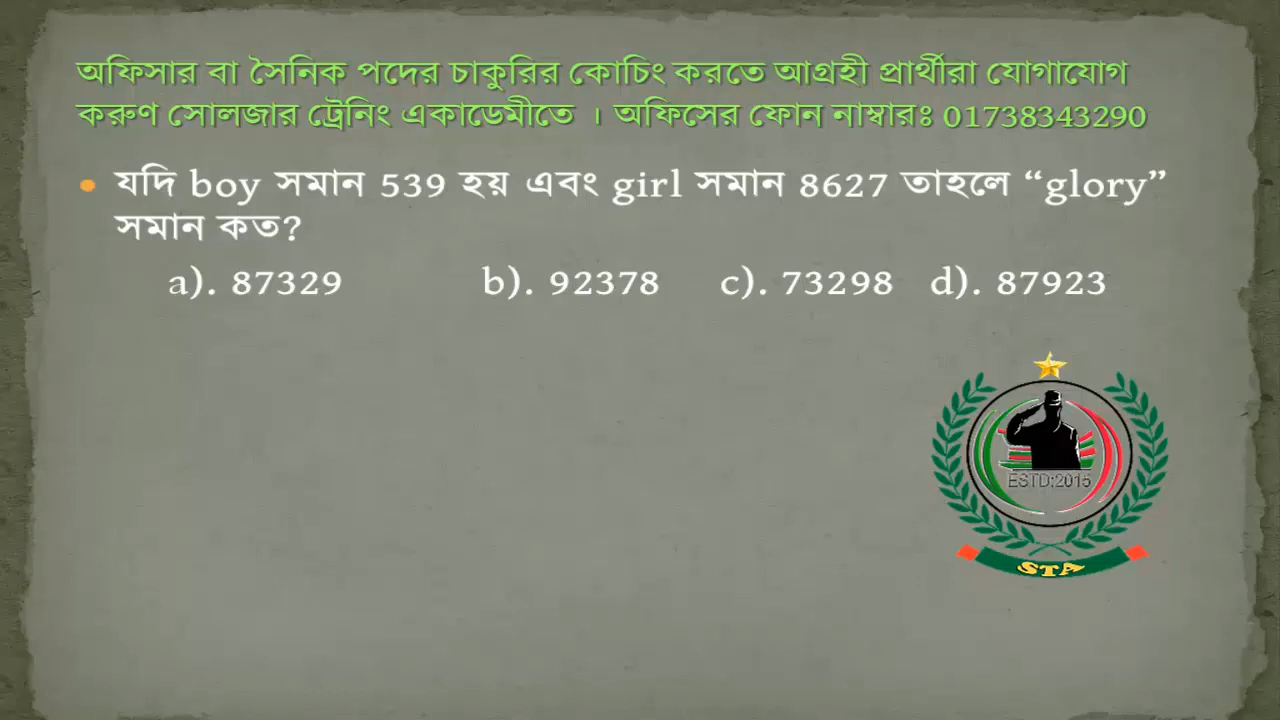 অফিসার বা সৈনিক পদের চাকুরির কোচিং করতে আগ্রহী প্রার্থীরা যোগাযোগ
করুণ সোলজার ট্রেনিং একাডেমীতে । অফিসের ফোন নাম্বারঃ 01738343290
• যদি boy সমান 539 হয় এবং girl সমান 8627 তাহলে “glory”
সমান কত?
a). 87329 b). 92378 c). 73298 d). 87923
ESTD:2015
STA